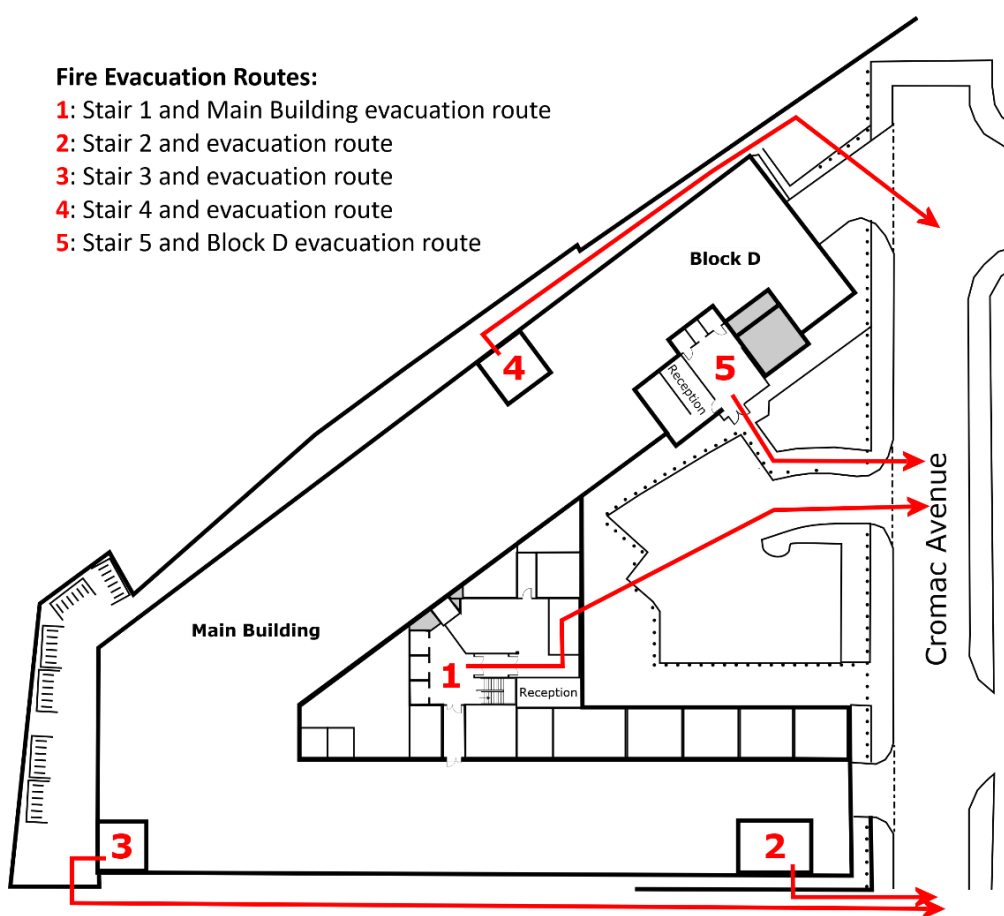 Fire Evacuation Routes:
1: Stair 1 and Main Building evacuation route
2: Stair 2 and evacuation route
3: Stair 3 and evacuation route
4: Stair 4 and evacuation route
5: Stair 5 and Block D evacuation route
Block D
4
5
Reception
Cromac Avenue
Main Building
1
Reception
3
2